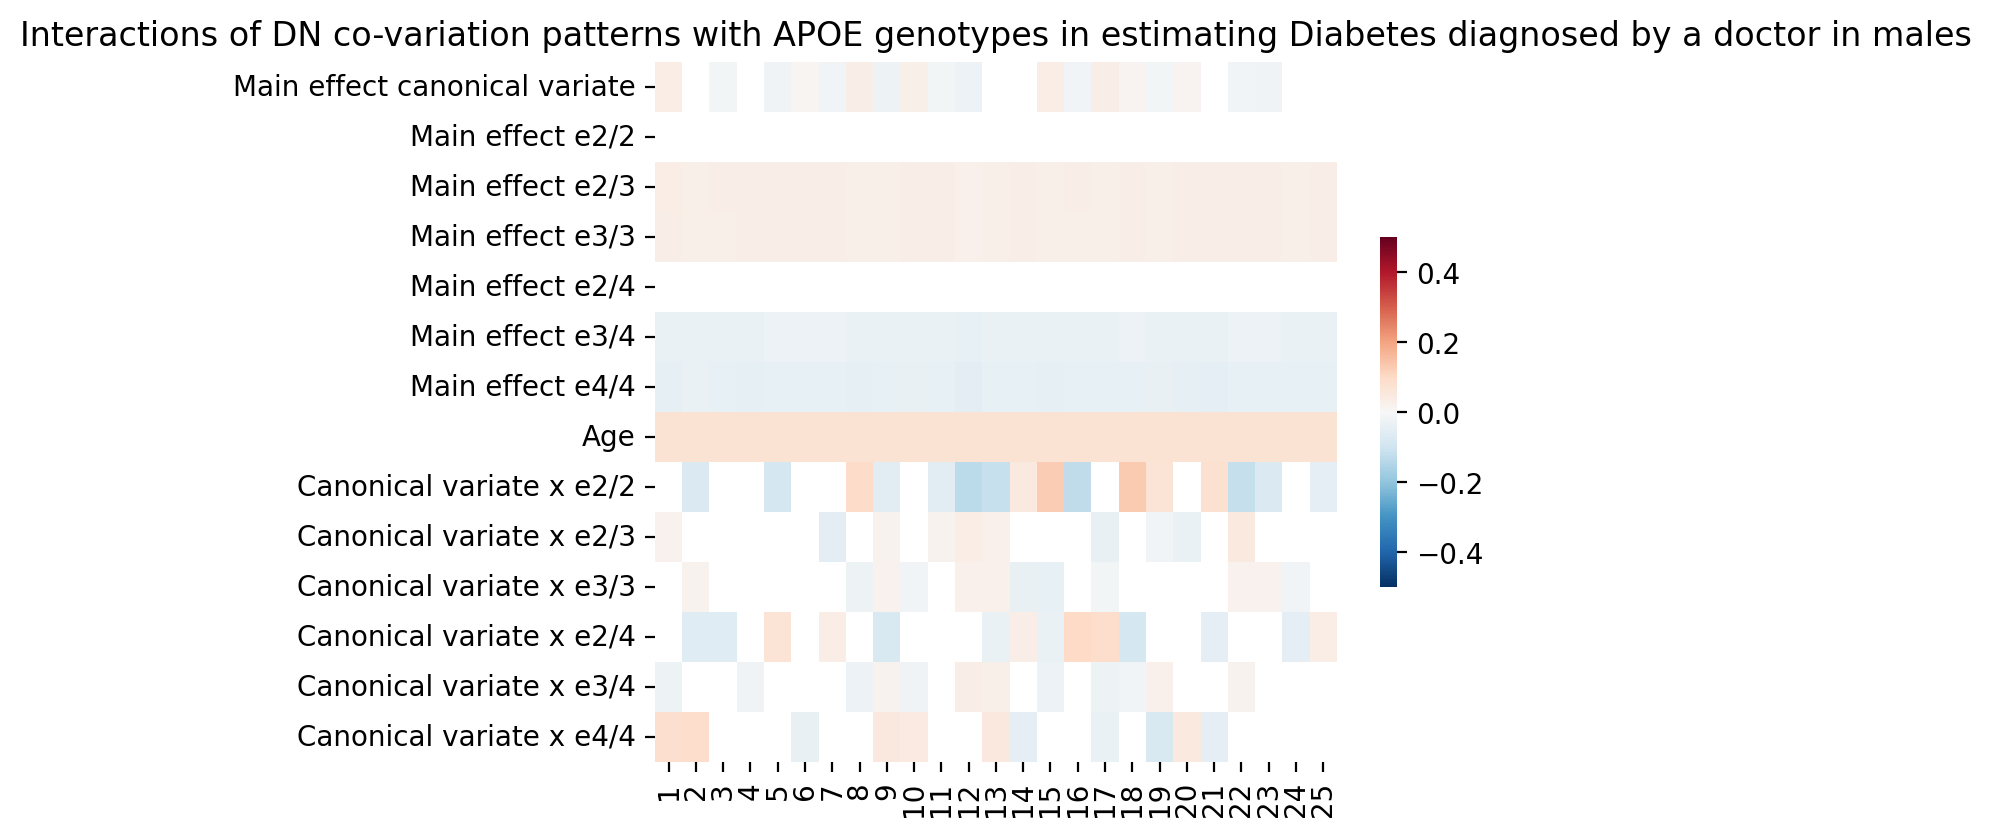 Interactions of DN co-variation patterns with APOE genotypes in estimating Diabetes diagnosed by a doctor in males
Main effect canonical variate
Main effect e2/2
Main effect e2/3
Main effect e3/3
Main effect e2/4
Main effect e3/4
Main effect e4/4
Age
Canonical variate x e2/2
Canonical variate x e2/3
Canonical variate x e3/3
Canonical variate x e2/4
Canonical variate x e3/4
Canonical variate x e4/4
1 2 3 4 5 6 7 8 9 10 11 12 13 14 15 16 17 18 19 20 21 22 23 24 25
0.4
0.2
0.0
−0.2
−0.4